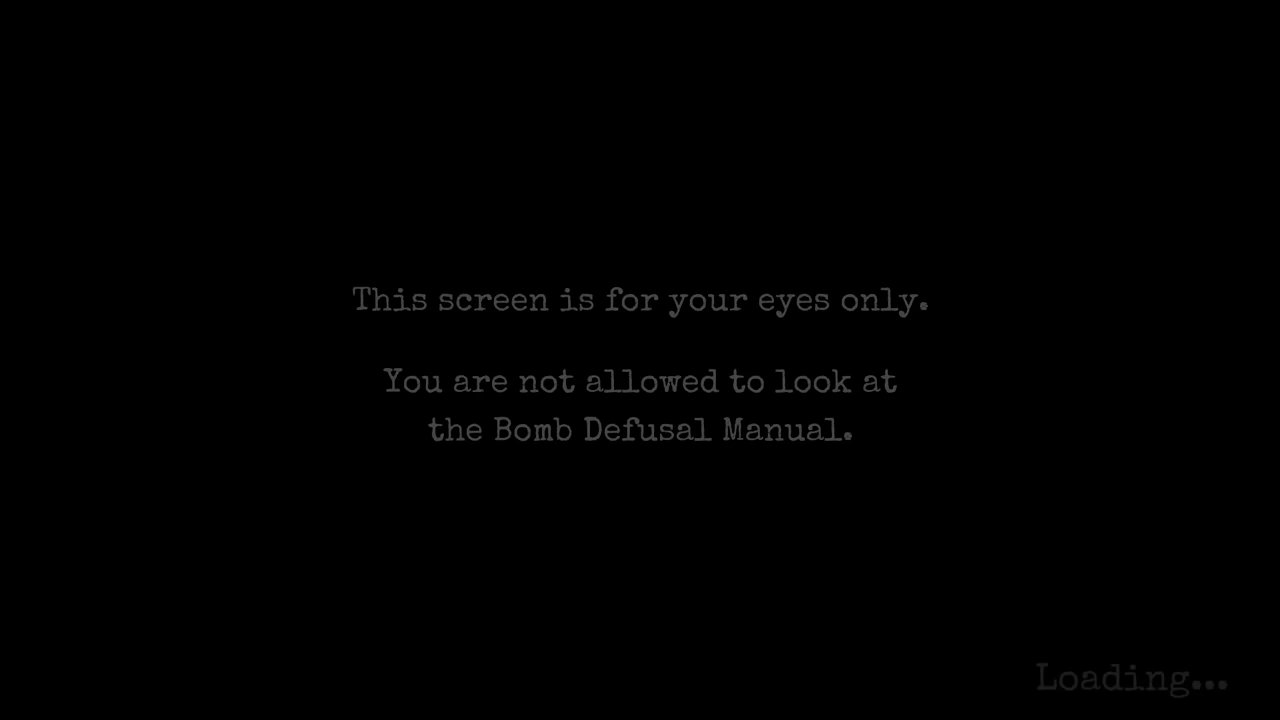 This screen is for your eyes only.
You are not allowed to look at
the Bomb Defusal Manual.
Loading...